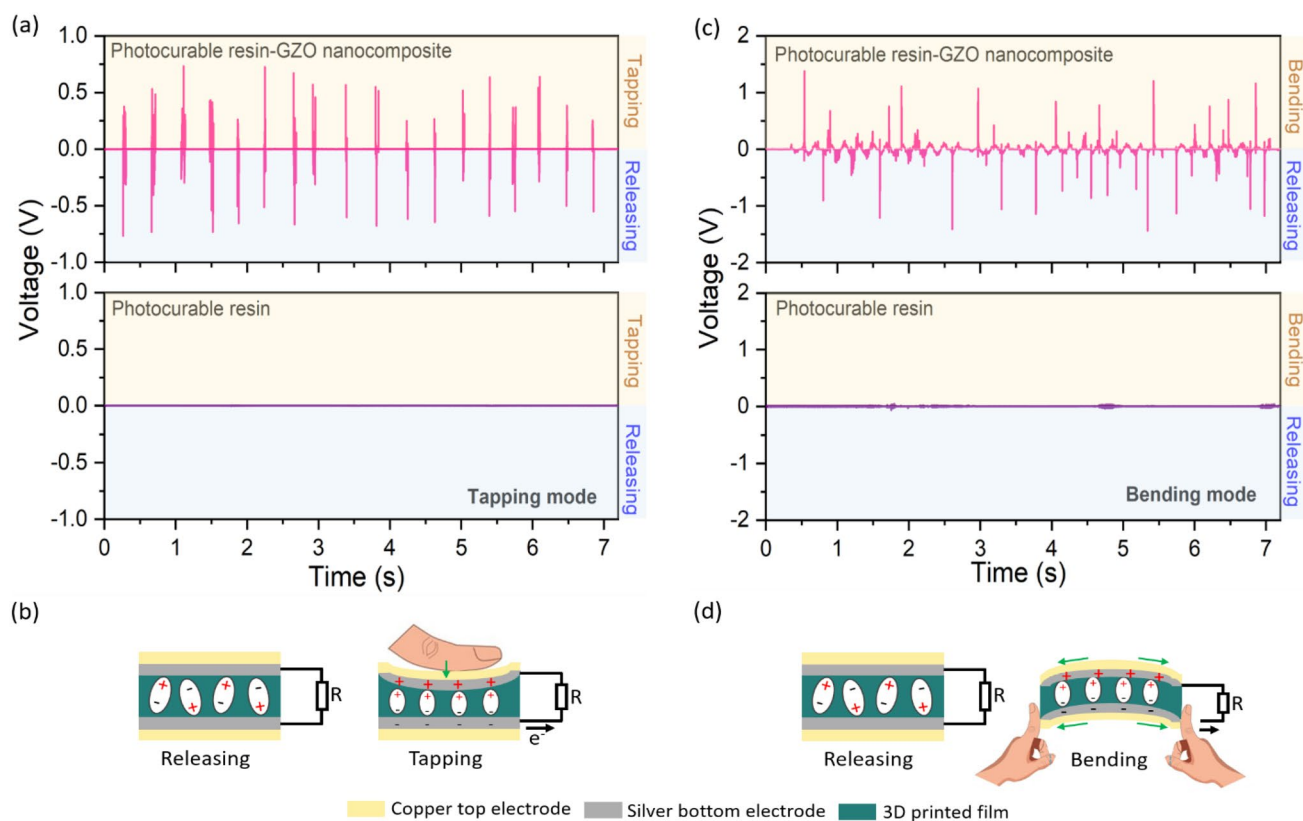 (a)
Voltage (V)
1.0
0.5
0.0
-0.5
-1.0
Photocurable resin-GZO nanocomposite
Tapping
Releasing
1.0
0.5
0.0
-0.5
-1.0
Photocurable resin
Tapping mode
Tapping
Releasing
0 1 2 3 4 5 6 7
Time (s)
(c)
Voltage (V)
2
1
0
-1
-2
Photocurable resin-GZO nanocomposite
Bending
Releasing
2
1
0
-1
-2
Photocurable resin
Bending mode
Bending
Releasing
0 1 2 3 4 5 6 7
Time (s)
(b)
+ - + -
- + - +
R
Releasing
+ + + +
+ + + +
- - - -
- - - -
R
e-
Tapping
(d)
+ - + -
- + - +
R
Releasing
+ + + +
+ + + +
- - - -
- - - -
R
Bending
Copper top electrode
Silver bottom electrode
3D printed film